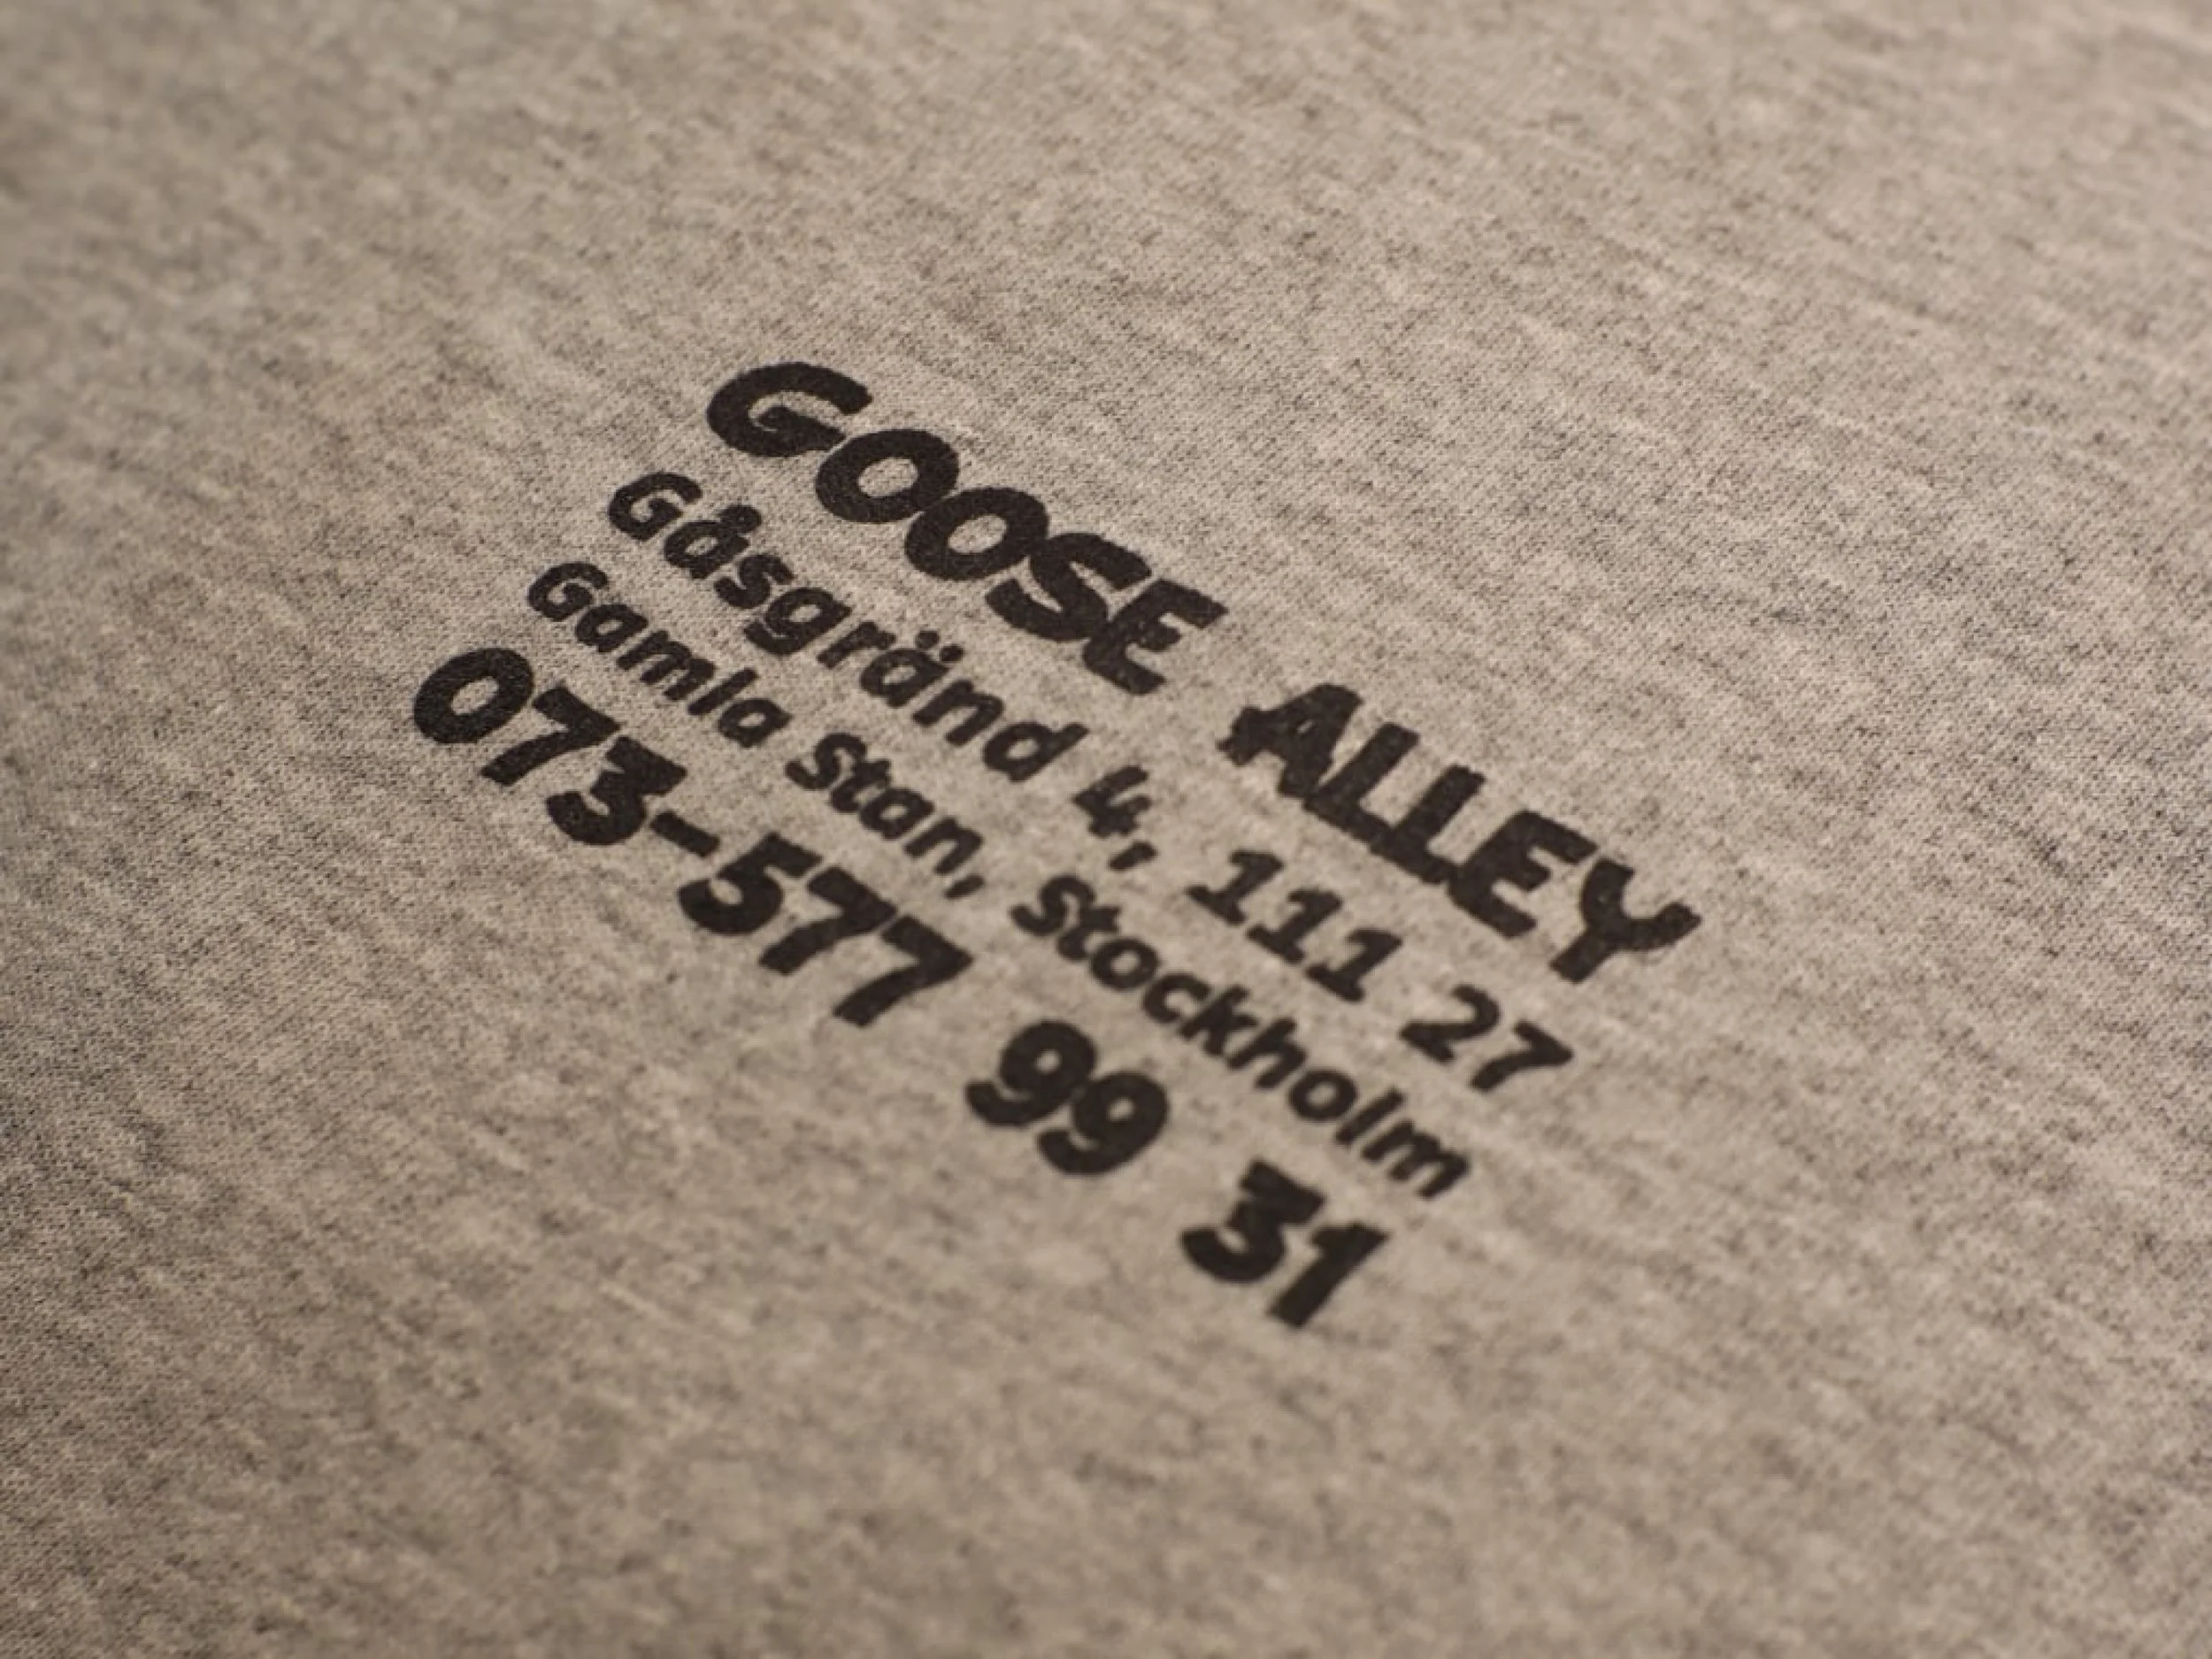 GOOSE ALLEY
Gåsgränd 4, 111 27
Gamla Stan, Stockholm
073-577 99 31